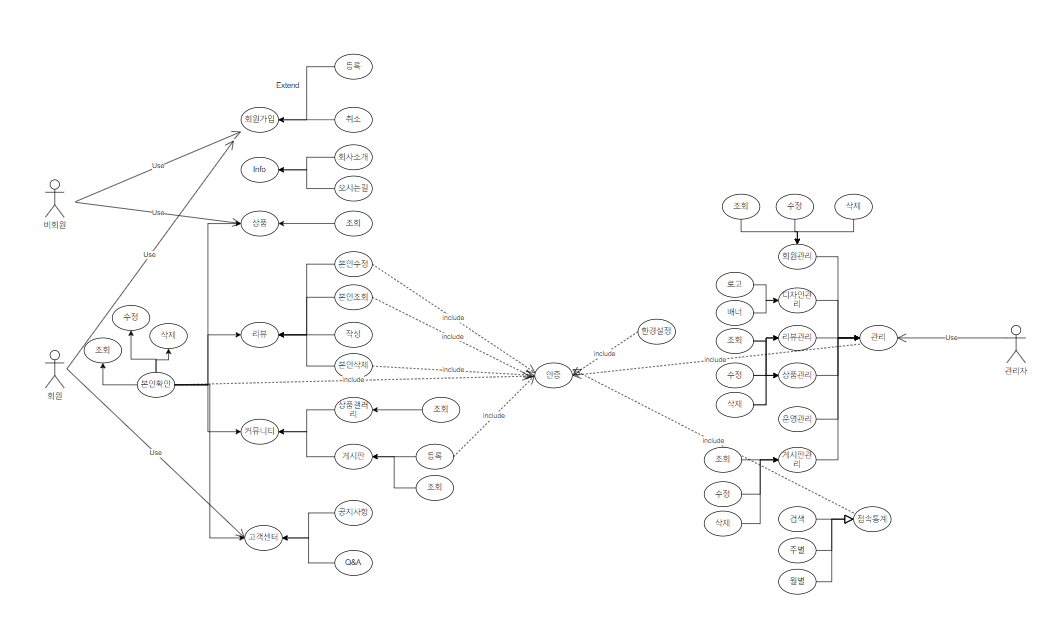 등록
Extend
회원가입
취소
Use
Info
회사소개
오시는길
비회원
Use
상품
조회
Use
수정
삭제
조회
회원
본인확인
리뷰
본인수정
본인조회
작성
본인삭제
include
include
include
include
include
인증
커뮤니티
상품갤러
리
조회
게시판
등록
조회
Use
고객센터
공지사항
Q&A
조회
수정
삭제
회원관리
로고
배너
디자인관
리
환경설정
include
include
조회
수정
삭제
리뷰관리
상품관리
운영관리
관리
Use
관리자
include
조회
수정
삭제
게시판관
리
검색
주별
월별
접속통계